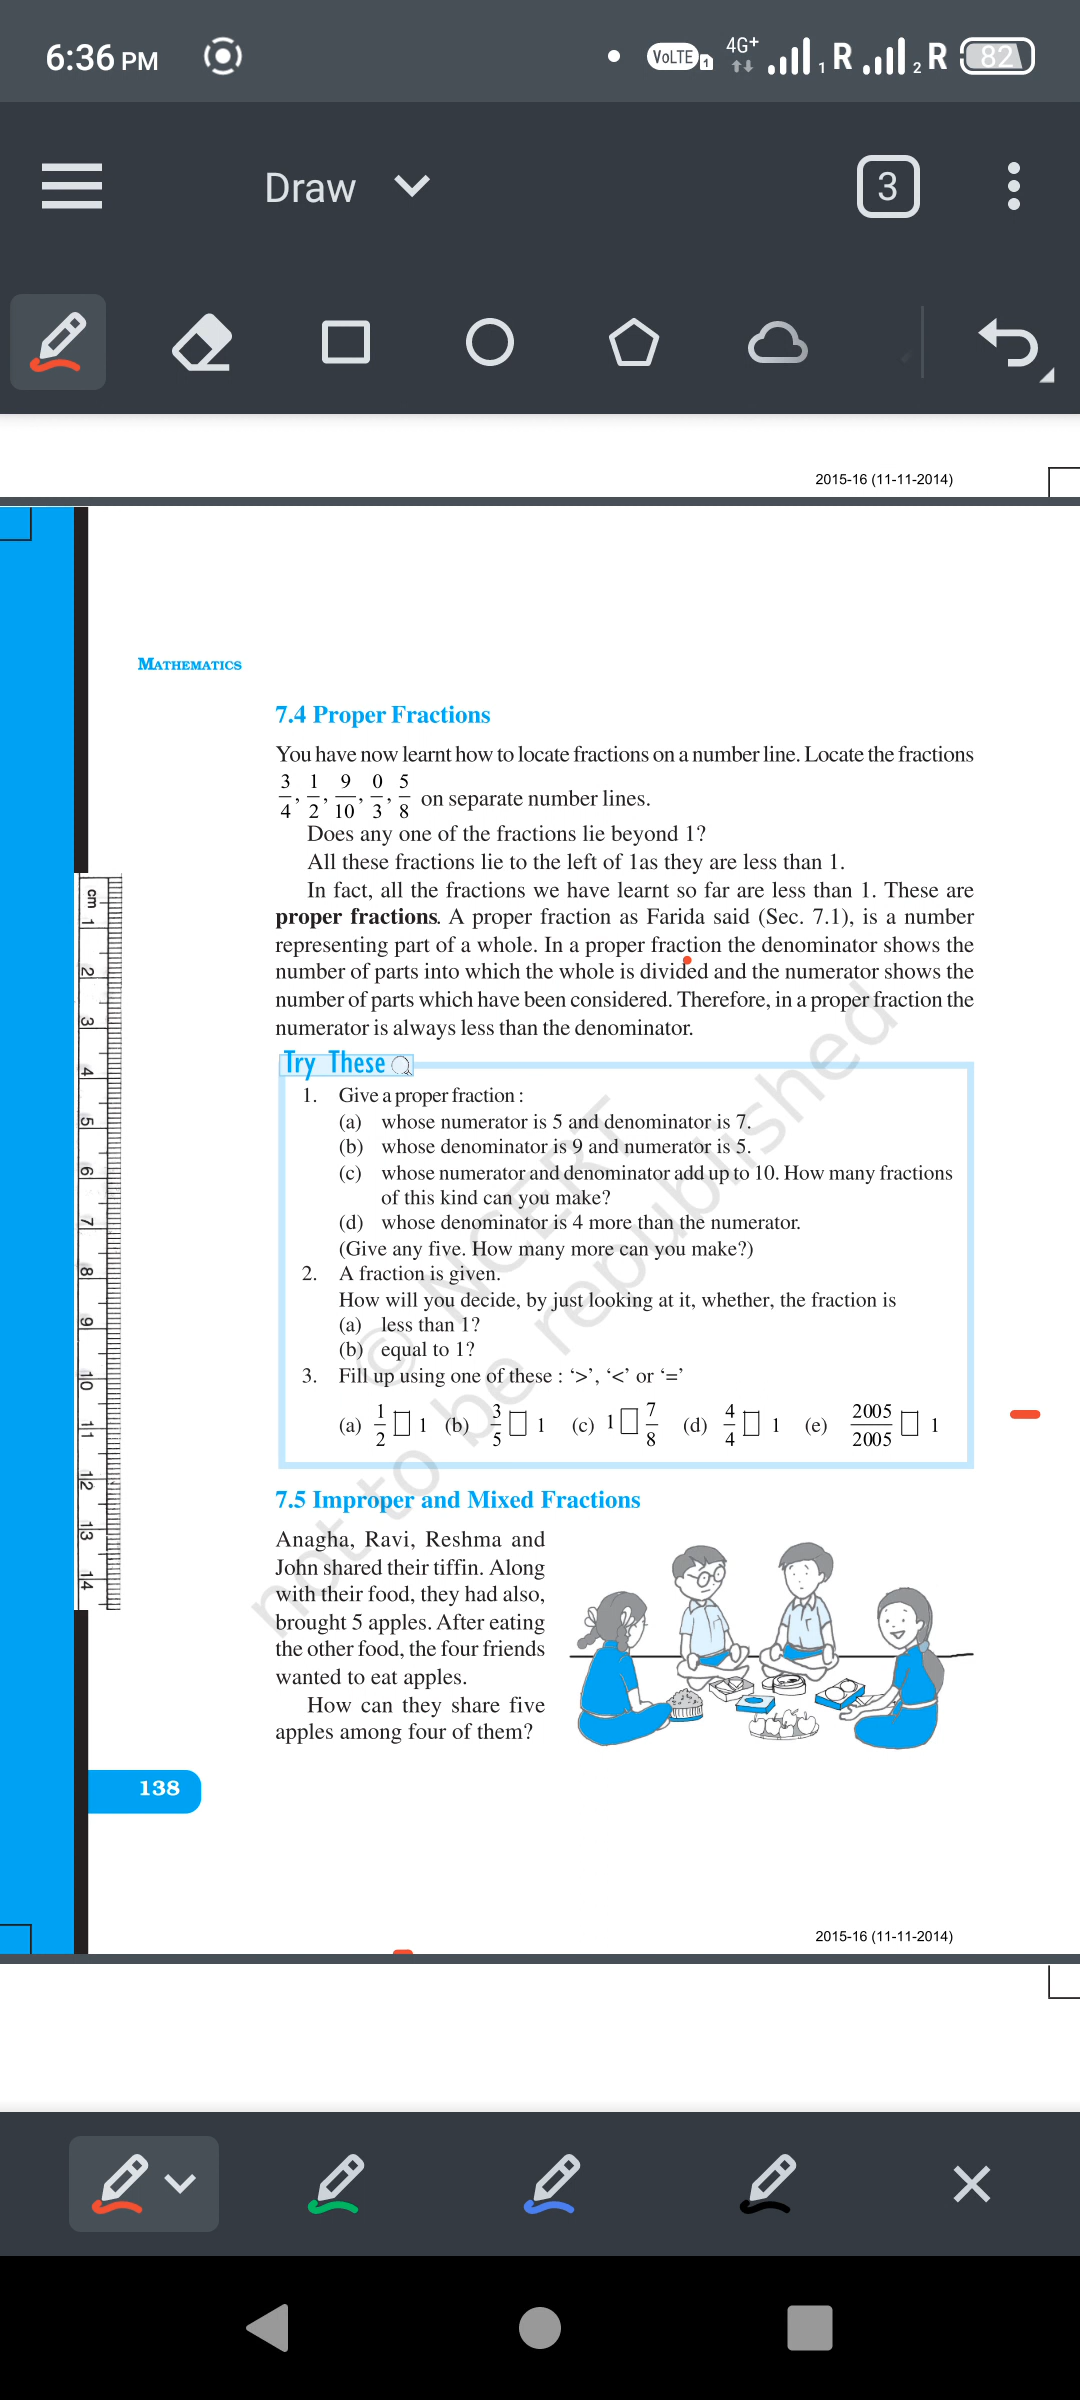 6:36 PM
VoLTE 1 4G+ 1 R 2 R 82
Draw
3
2015-16 (11-11-2014)
MATHEMATICS
7.4 Proper Fractions
You have now learnt how to locate fractions on a number line. Locate the fractions
3/4, 1/2, 9/10, 0/3, 5/8 on separate number lines.
Does any one of the fractions lie beyond 1?
All these fractions lie to the left of 1as they are less than 1.
In fact, all the fractions we have learnt so far are less than 1. These are
proper fractions. A proper fraction as Farida said (Sec. 7.1), is a number
representing part of a whole. In a proper fraction the denominator shows the
number of parts into which the whole is divided and the numerator shows the
number of parts which have been considered. Therefore, in a proper fraction the
numerator is always less than the denominator.
Try These
1. Give a proper fraction :
(a) whose numerator is 5 and denominator is 7.
(b) whose denominator is 9 and numerator is 5.
(c) whose numerator and denominator add up to 10. How many fractions
of this kind can you make?
(d) whose denominator is 4 more than the numerator.
(Give any five. How many more can you make?)
2. A fraction is given.
How will you decide, by just looking at it, whether, the fraction is
(a) less than 1?
(b) equal to 1?
3. Fill up using one of these : ‘>’, ‘<’ or ‘=’
(a) 1/2 □ 1 (b) 3/5 □ 1 (c) 1 □ 7/8 (d) 4/4 □ 1 (e) 2005/2005 □ 1
7.5 Improper and Mixed Fractions
Anagha, Ravi, Reshma and
John shared their tiffin. Along
with their food, they had also,
brought 5 apples. After eating
the other food, the four friends
wanted to eat apples.
How can they share five
apples among four of them?
138
2015-16 (11-11-2014)
cm 1 2 3 4 5 6 7 8 9 10 11 12 13 14
© NCERT
not to be republished